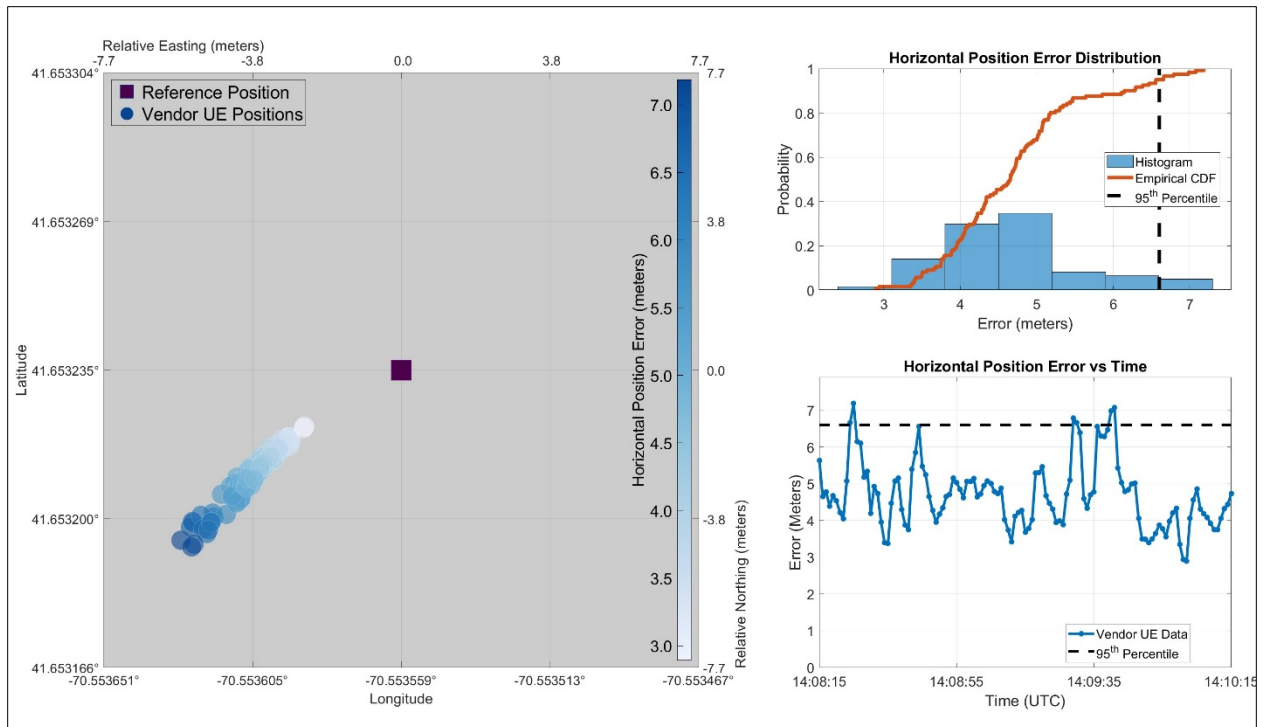 Relative Easting (meters)
-7.7 -3.8 0.0 3.8 7.7
41.653304°
41.653269°
41.653235°
41.653200°
41.653166°
Latitude
Reference Position
Vendor UE Positions
-70.553651° -70.553605° -70.553559° -70.553513° -70.553467°
Longitude
7.0
6.5
6.0
5.5
5.0
4.5
4.0
3.5
3.0
Horizontal Position Error (meters)
7.7
3.8
0.0
-3.8
-7.7
Relative Northing (meters)
Horizontal Position Error Distribution
1
0.8
0.6
0.4
0.2
0
Probability
Histogram
Empirical CDF
95th Percentile
3 4 5 6 7
Error (meters)
Horizontal Position Error vs Time
7
6
5
4
3
2
1
0
Error (Meters)
Vendor UE Data
95th Percentile
14:08:15 14:08:55 14:09:35 14:10:15
Time (UTC)